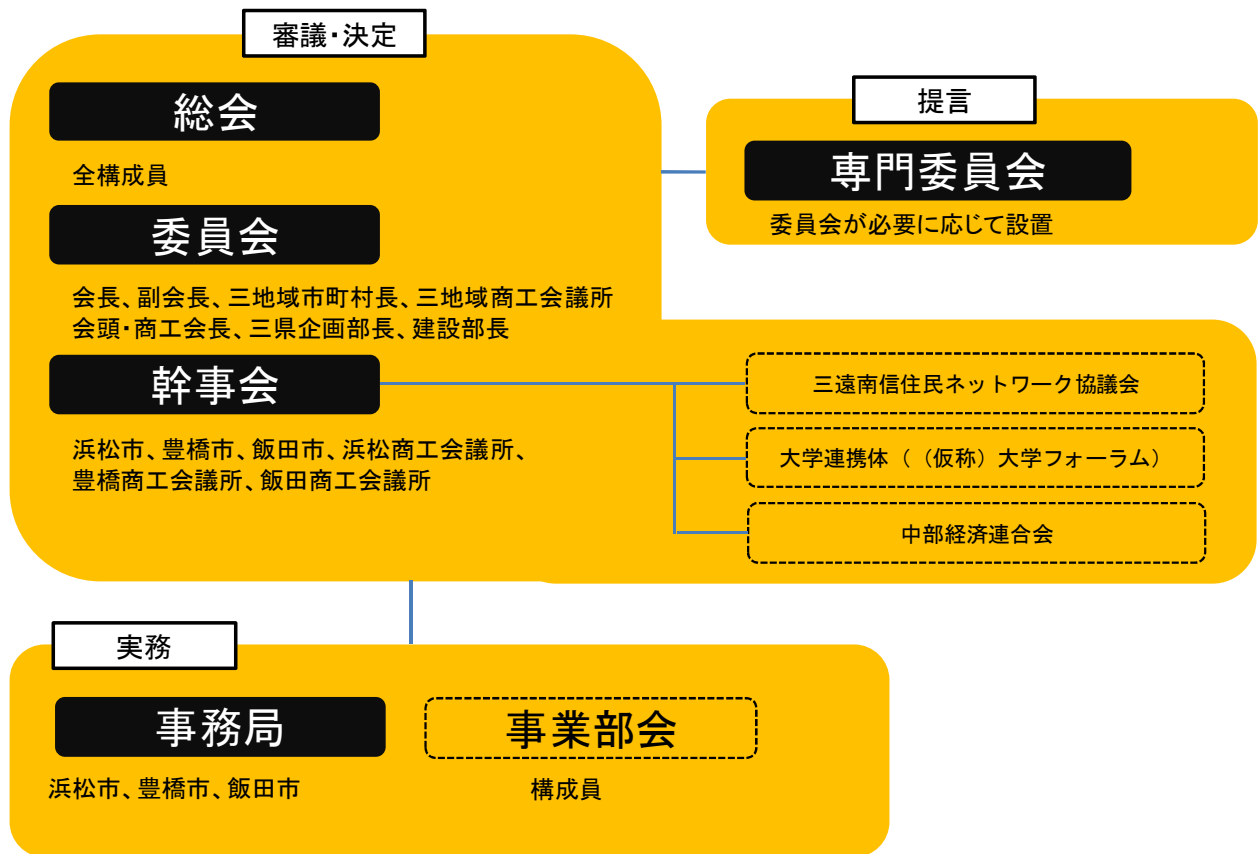 審議・決定
総会
全構成員
委員会
会長、副会長、三地域市町村長、三地域商工会議所
会頭・商工会長、三県企画部長、建設部長
幹事会
浜松市、豊橋市、飯田市、浜松商工会議所、
豊橋商工会議所、飯田商工会議所
提言
専門委員会
委員会が必要に応じて設置
三遠南信住民ネットワーク協議会
大学連携体（（仮称）大学フォーラム）
中部経済連合会
実務
事務局
浜松市、豊橋市、飯田市
事業部会
構成員